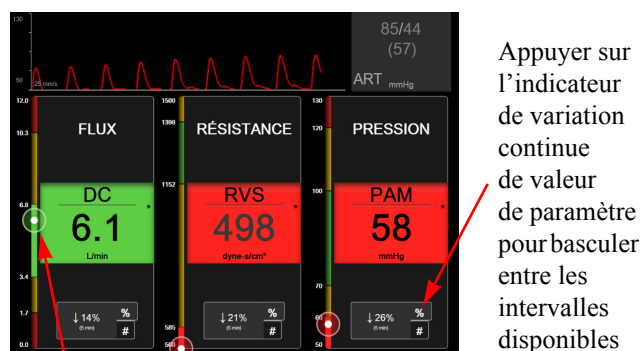 130
85/44
(57)
50
25 mm/s
ART mmHg
12.0
10.3
6.8
3.4
1.7
0.0
FLUX
DC
6.1
L/min
↓14%
(5 min)
%
#
1500
1398
1152
585
500
RÉSISTANCE
RVS
498
dyne-s/cm⁵
↓21%
(5 min)
%
#
130
120
100
70
60
50
PRESSION
PAM
58
mmHg
↓26%
(5 min)
%
#
Appuyer sur
l’indicateur
de variation
continue
de valeur
de paramètre
pour basculer
entre les
intervalles
disponibles